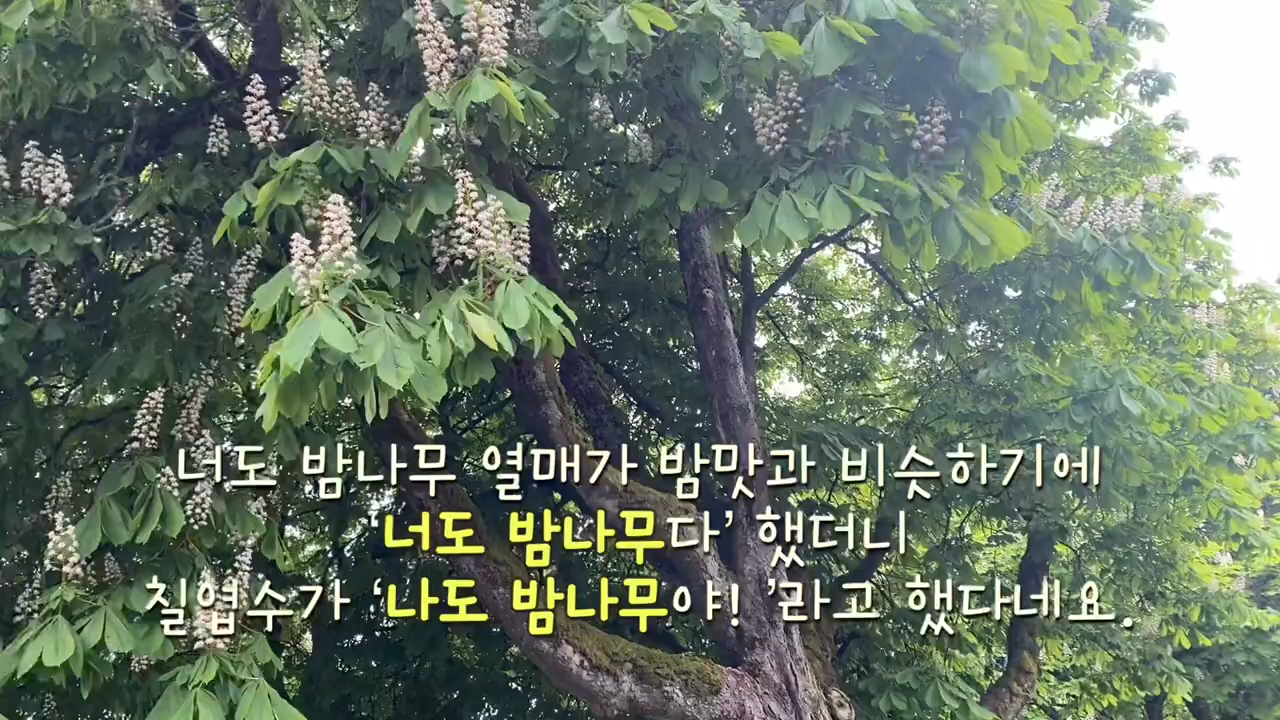 너도 밤나무 열매가 밤맛과 비슷하기에
‘너도 밤나무다’ 했더니
칠엽수가 ‘나도 밤나무야! ’라고 했다네요.